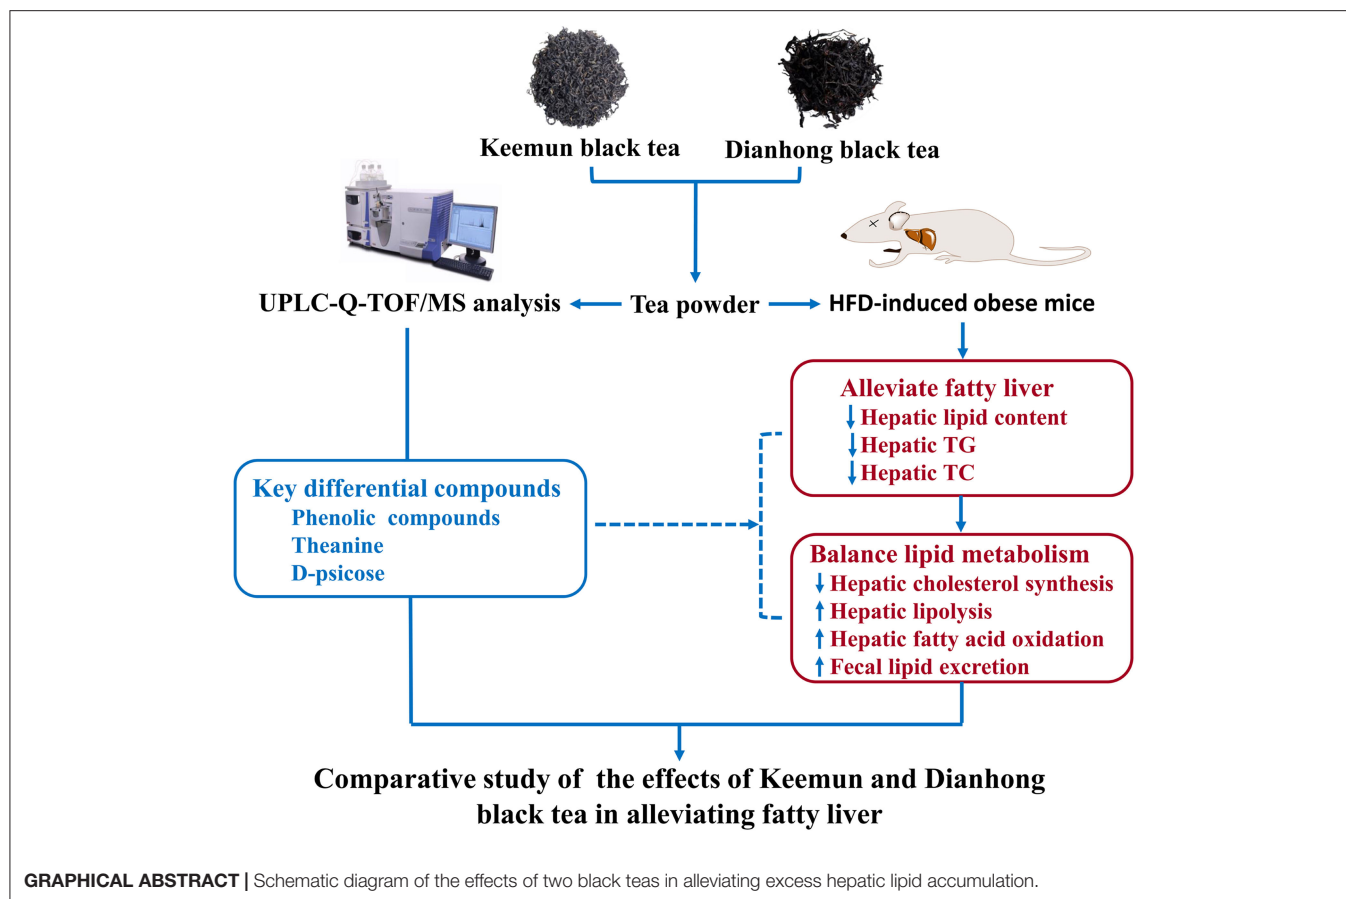 Keemun black tea
Dianhong black tea
UPLC-Q-TOF/MS analysis
Tea powder
HFD-induced obese mice
Alleviate fatty liver
↓ Hepatic lipid content
↓ Hepatic TG
↓ Hepatic TC
Key differential compounds
Phenolic compounds
Theanine
D-psicose
Balance lipid metabolism
↓ Hepatic cholesterol synthesis
↑ Hepatic lipolysis
↑ Hepatic fatty acid oxidation
↑ Fecal lipid excretion
Comparative study of the effects of Keemun and Dianhong
black tea in alleviating fatty liver
GRAPHICAL ABSTRACT | Schematic diagram of the effects of two black teas in alleviating excess hepatic lipid accumulation.